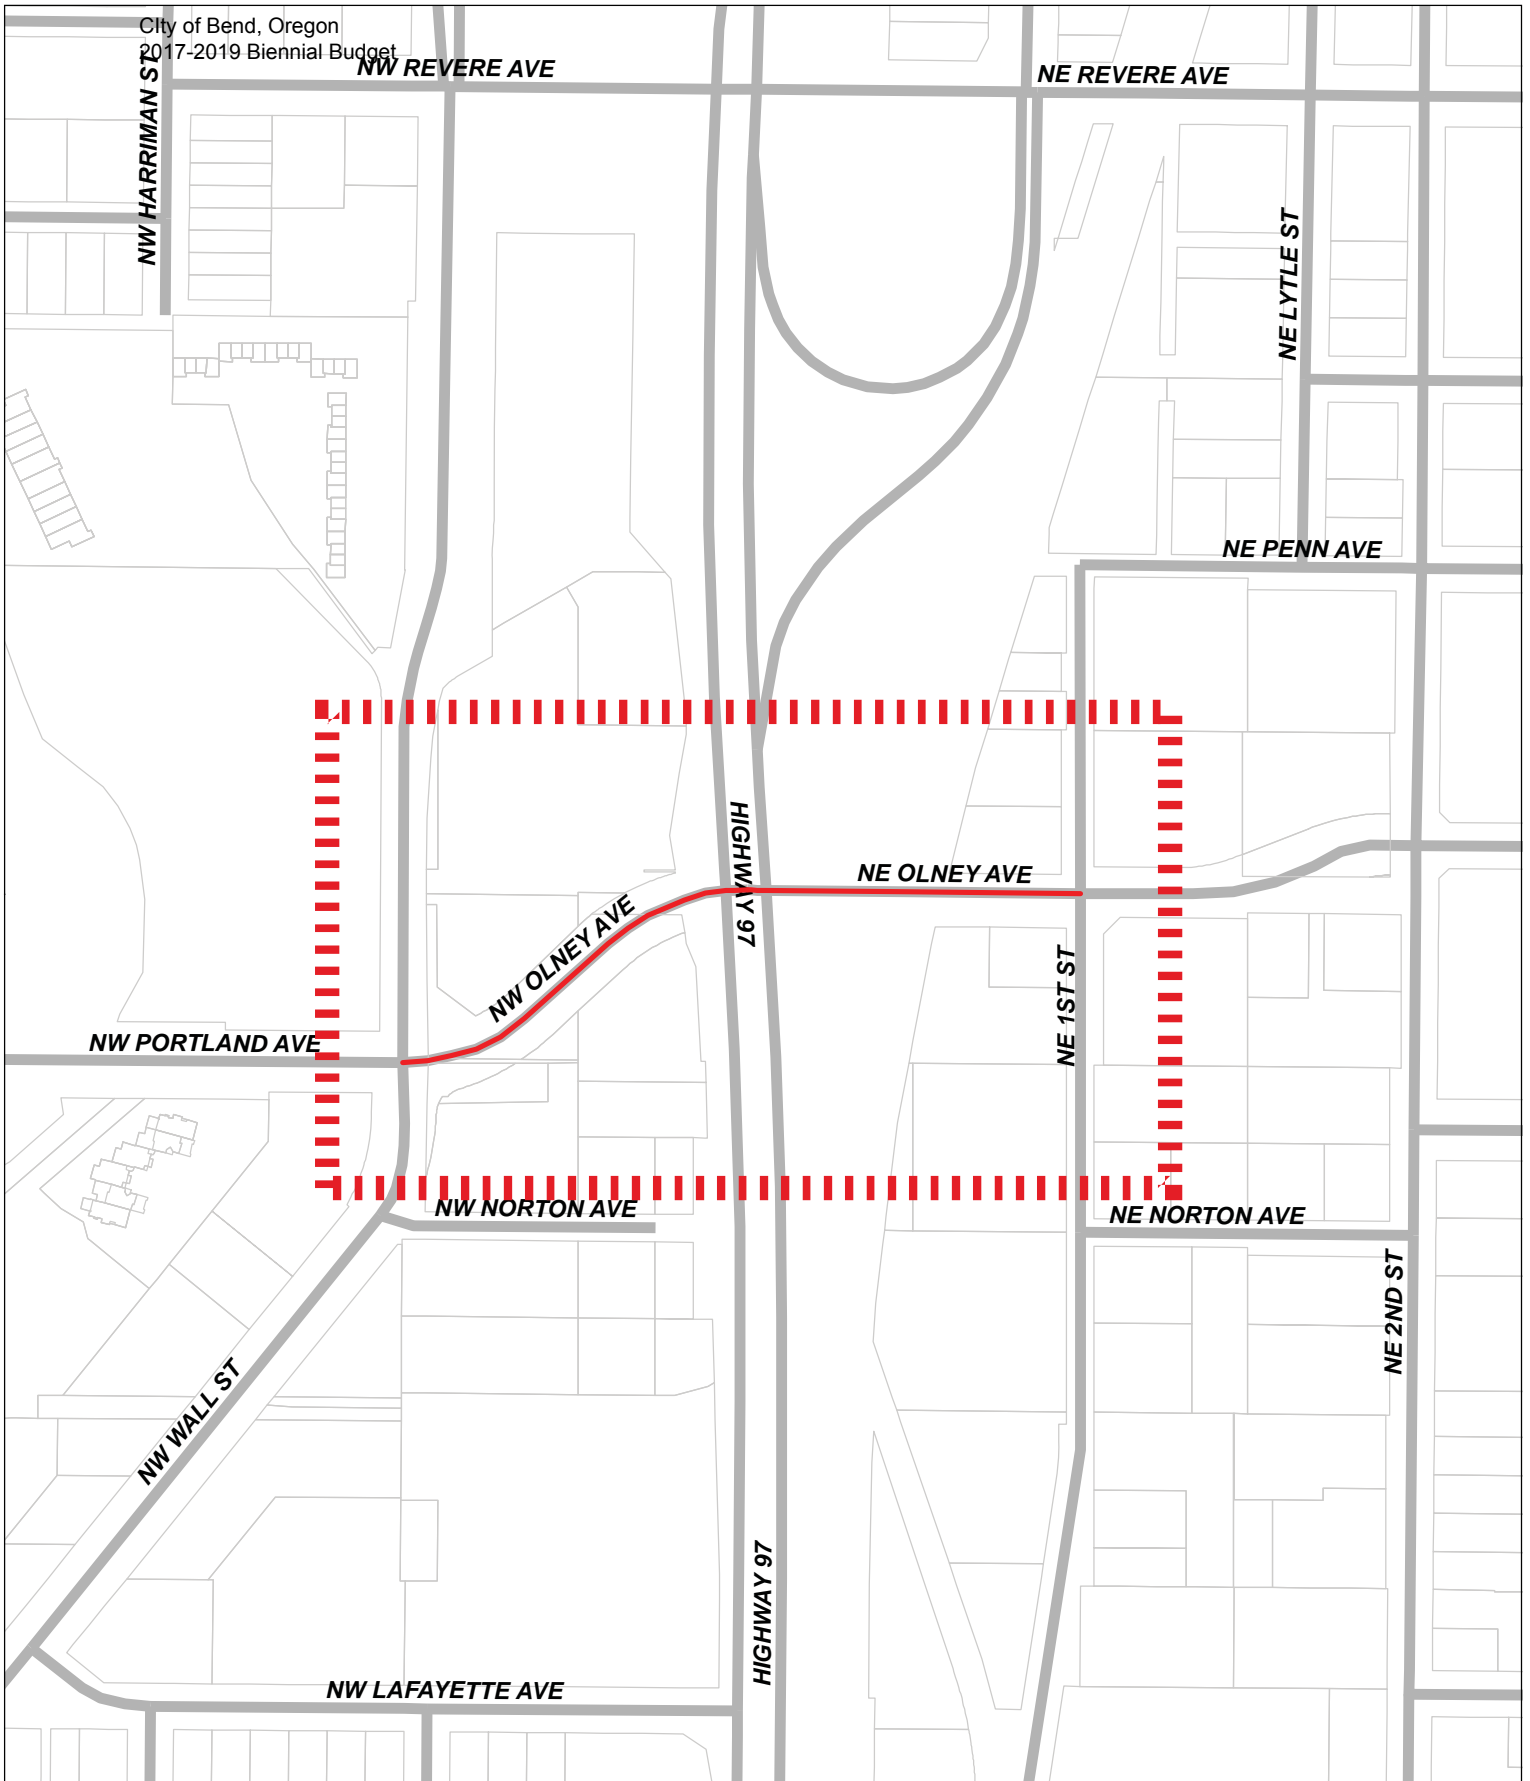 CIty of Bend, Oregon
2017-2019 Biennial Budget
NW REVERE AVE
NE REVERE AVE
NW HARRIMAN ST
NE LYTLE ST
NE PENN AVE
HIGHWAY 97
NE OLNEY AVE
NW OLNEY AVE
NE 1ST ST
NW PORTLAND AVE
NW NORTON AVE
NE NORTON AVE
NE 2ND ST
NW WALL ST
HIGHWAY 97
NW LAFAYETTE AVE